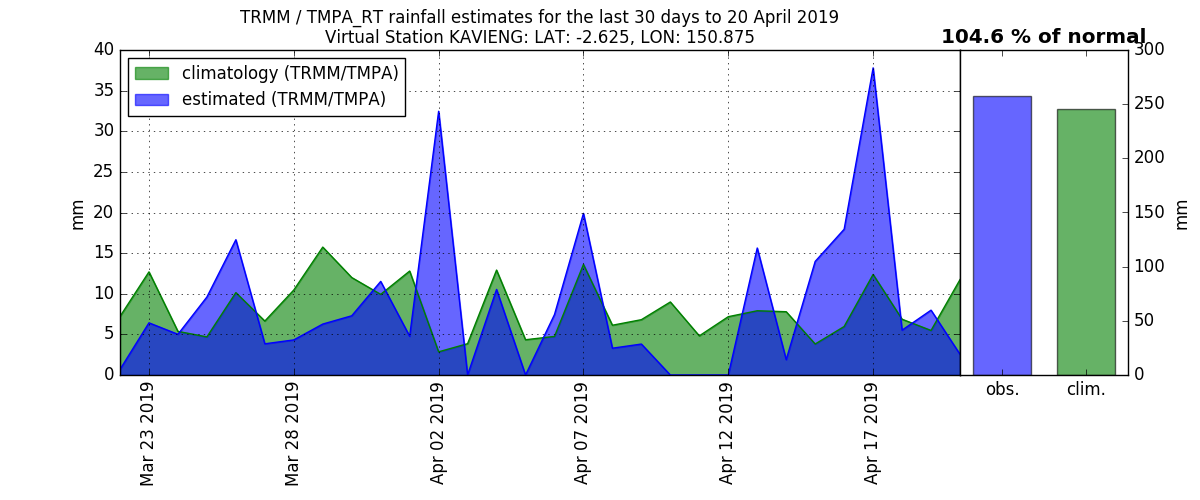 TRMM / TMPA_RT rainfall estimates for the last 30 days to 20 April 2019
Virtual Station KAVIENG: LAT: -2.625, LON: 150.875
104.6 % of normal
climatology (TRMM/TMPA)
estimated (TRMM/TMPA)
40
35
30
25
20
15
10
5
0
mm
Mar 23 2019
Mar 28 2019
Apr 02 2019
Apr 07 2019
Apr 12 2019
Apr 17 2019
300
250
200
150
100
50
0
mm
obs.
clim.